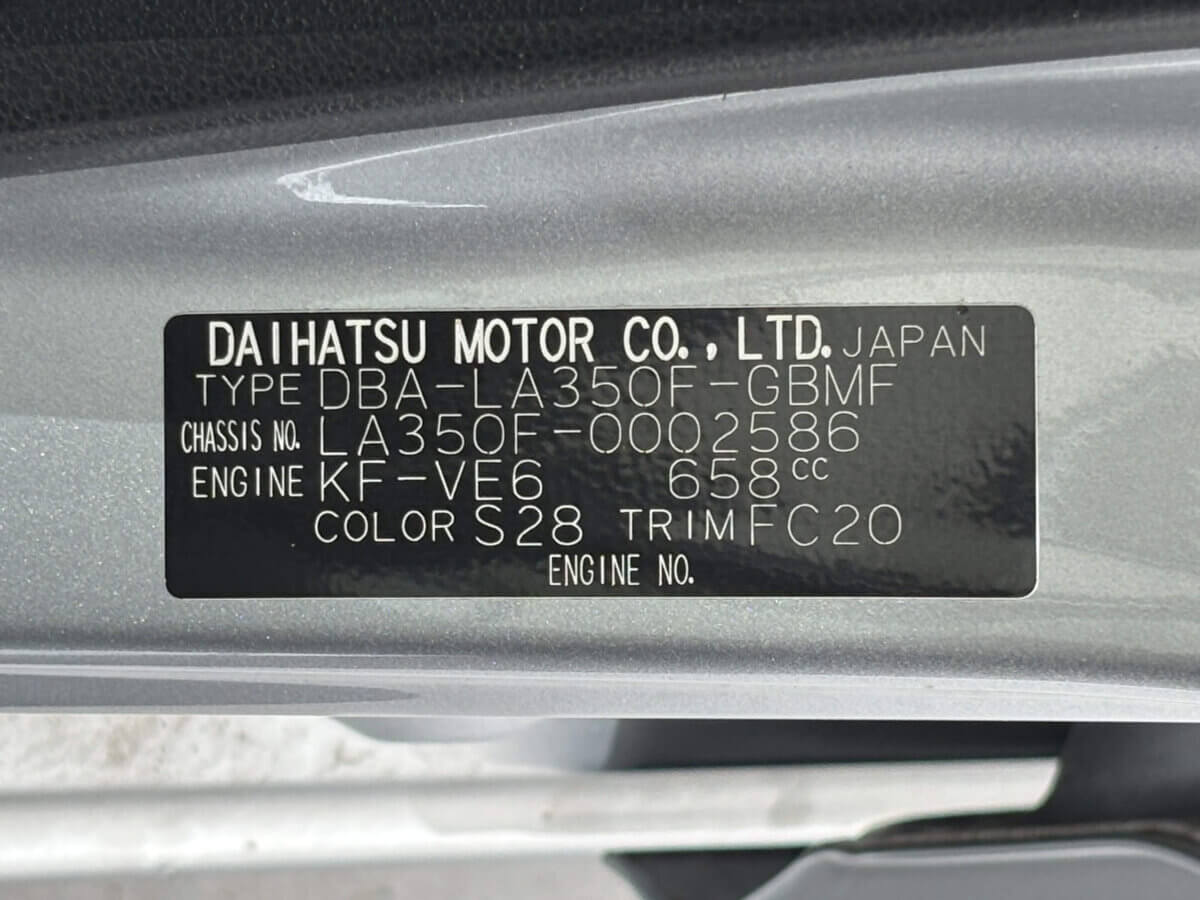 DAIHATSU MOTOR CO., LTD. JAPAN
TYPE DBA-LA350F-GBMF
CHASSIS NO. LA350F-0002586
ENGINE KF-VE6 658cc
COLOR S28 TRIM FC20
ENGINE NO.